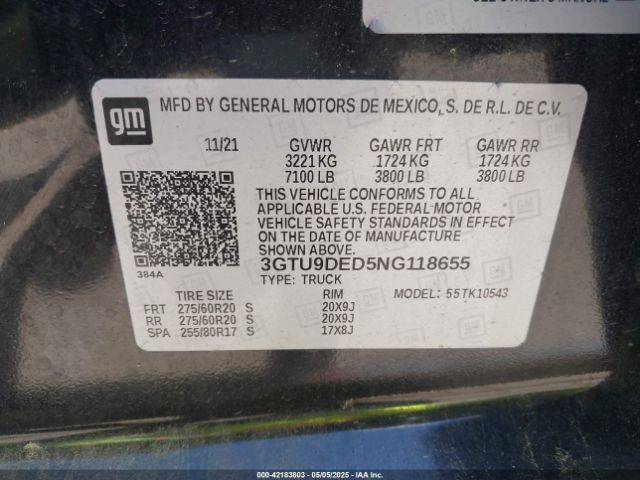 gm
MFD BY GENERAL MOTORS DE MEXICO, S. DE R.L. DE C.V.
11/21 GVWR GAWR FRT GAWR RR
3221 KG 1724 KG 1724 KG
7100 LB 3800 LB 3800 LB
THIS VEHICLE CONFORMS TO ALL
APPLICABLE U.S. FEDERAL MOTOR
VEHICLE SAFETY STANDARDS IN EFFECT
ON THE DATE OF MANUFACTURE
SHOWN ABOVE.
384A
3GTU9DED5NG118655
TYPE: TRUCK
MODEL: 55TK10543
TIRE SIZE RIM
FRT 275/60R20 S 20X9J
RR 275/60R20 S 20X9J
SPA 255/80R17 S 17X8J
000-42183803 - 05/05/2025 - IAAI.COM